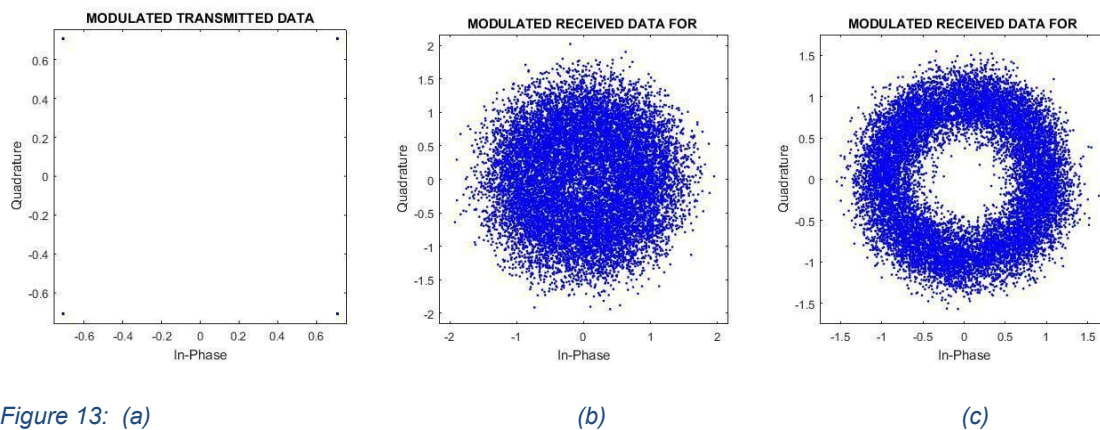 MODULATED TRANSMITTED DATA
0.6
0.4
0.2
0
-0.2
-0.4
-0.6
Quadrature
-0.6 -0.4 -0.2 0 0.2 0.4 0.6
In-Phase
MODULATED RECEIVED DATA FOR
2
1.5
1
0.5
0
-0.5
-1
-1.5
-2
Quadrature
-2 -1 0 1 2
In-Phase
MODULATED RECEIVED DATA FOR
1.5
1
0.5
0
-0.5
-1
-1.5
Quadrature
-1.5 -1 -0.5 0 0.5 1 1.5
In-Phase
Figure 13: (a) (b) (c)